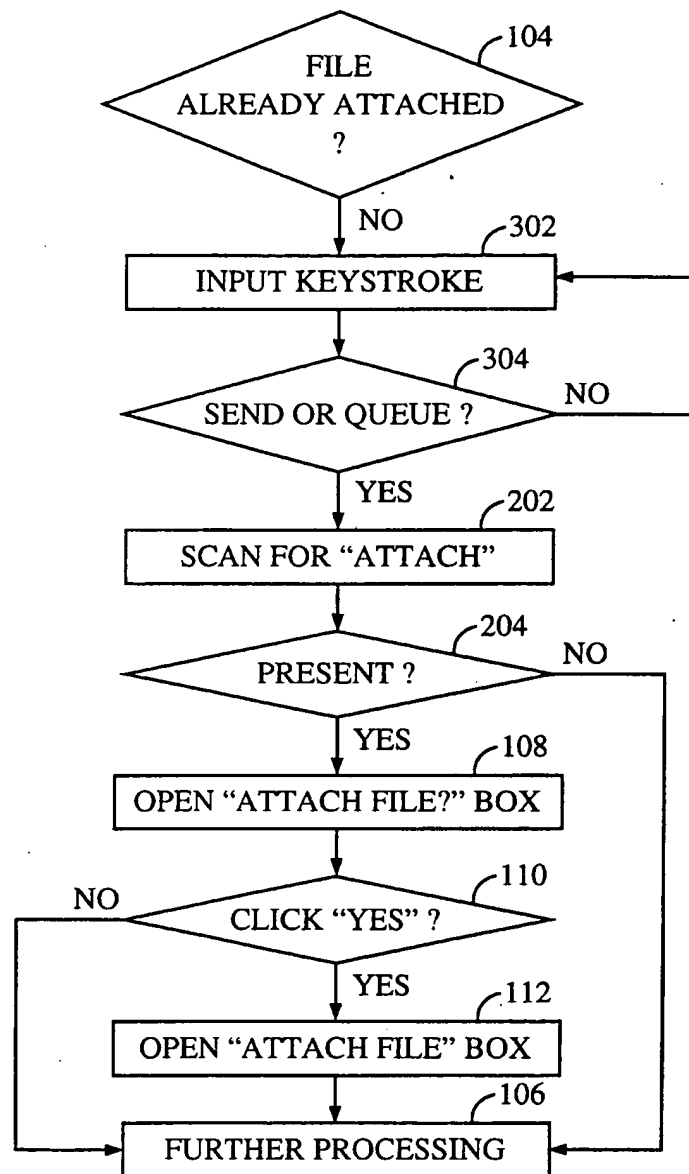 104
FILE
ALREADY ATTACHED
?
NO
302
INPUT KEYSTROKE
304
SEND OR QUEUE ?
NO
YES
202
SCAN FOR “ATTACH”
204
PRESENT ?
NO
YES
108
OPEN “ATTACH FILE?” BOX
110
NO
CLICK “YES” ?
YES
112
OPEN “ATTACH FILE” BOX
106
FURTHER PROCESSING